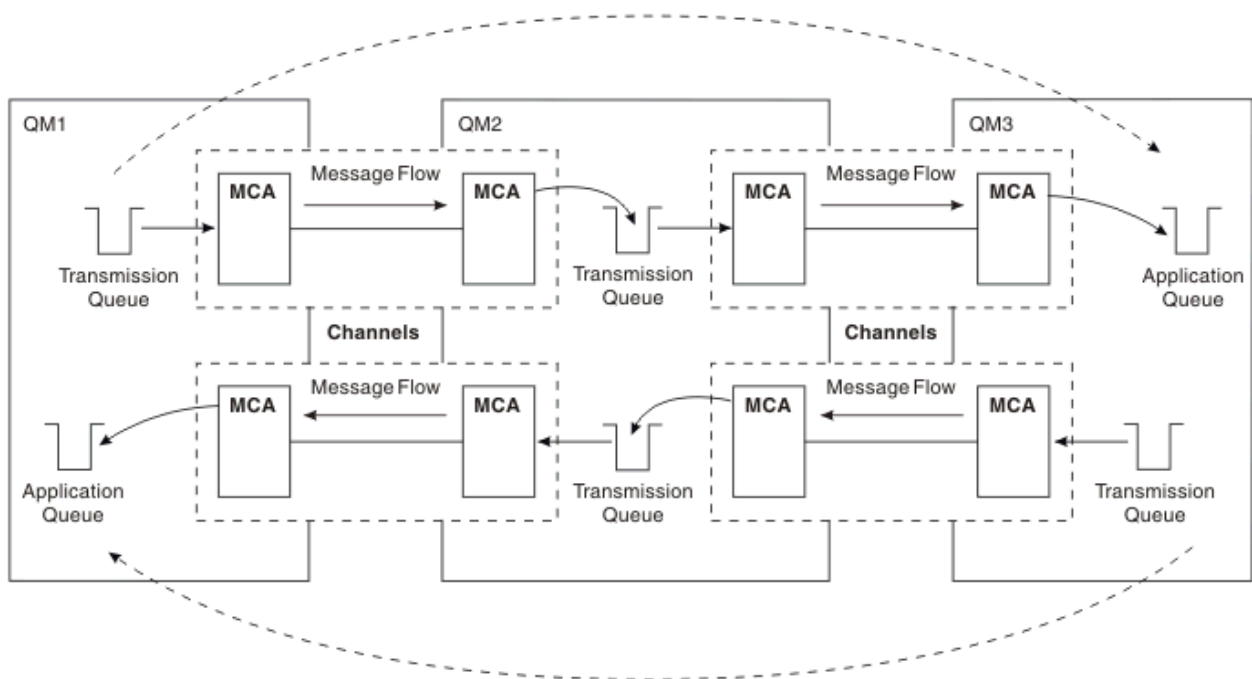 QM1
QM2
QM3
MCA
Message Flow
MCA
MCA
Message Flow
MCA
Transmission
Queue
Transmission
Queue
Application
Queue
Channels
Channels
MCA
Message Flow
MCA
MCA
Message Flow
MCA
Application
Queue
Transmission
Queue
Transmission
Queue